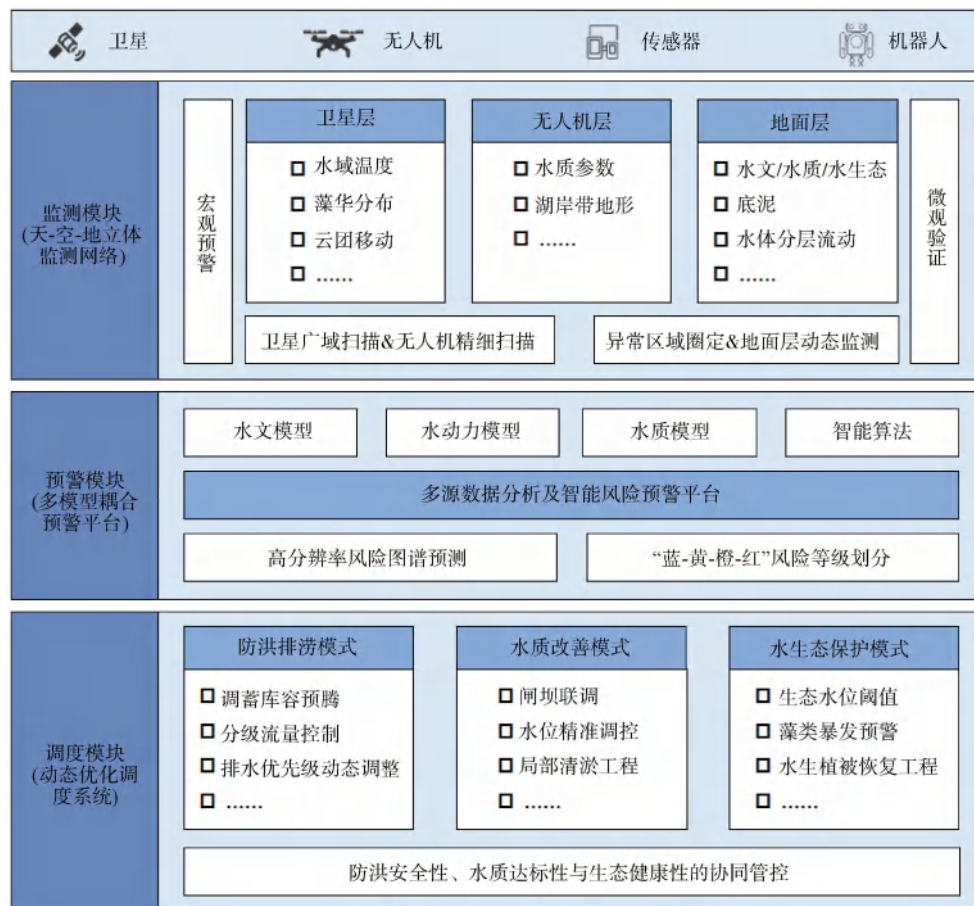 卫星
无人机
传感器
机器人
监测模块
(天-空-地立体
监测网络)
宏观预警
卫星层
水域温度
藻华分布
云团移动
……
无人机层
水质参数
湖岸带地形
……
地面层
水文/水质/水生态
底泥
水体分层流动
……
微观验证
卫星广域扫描&无人机精细扫描
异常区域圈定&地面层动态监测
预警模块
(多模型耦合
预警平台)
水文模型
水动力模型
水质模型
智能算法
多源数据分析及智能风险预警平台
高分辨率风险图谱预测
“蓝-黄-橙-红”风险等级划分
调度模块
(动态优化调
度系统)
防洪排涝模式
调蓄库容预腾
分级流量控制
排水优先级动态调整
……
水质改善模式
闸坝联调
水位精准调控
局部清淤工程
……
水生态保护模式
生态水位阈值
藻类暴发预警
水生植被恢复工程
……
防洪安全性、水质达标性与生态健康性的协同管控